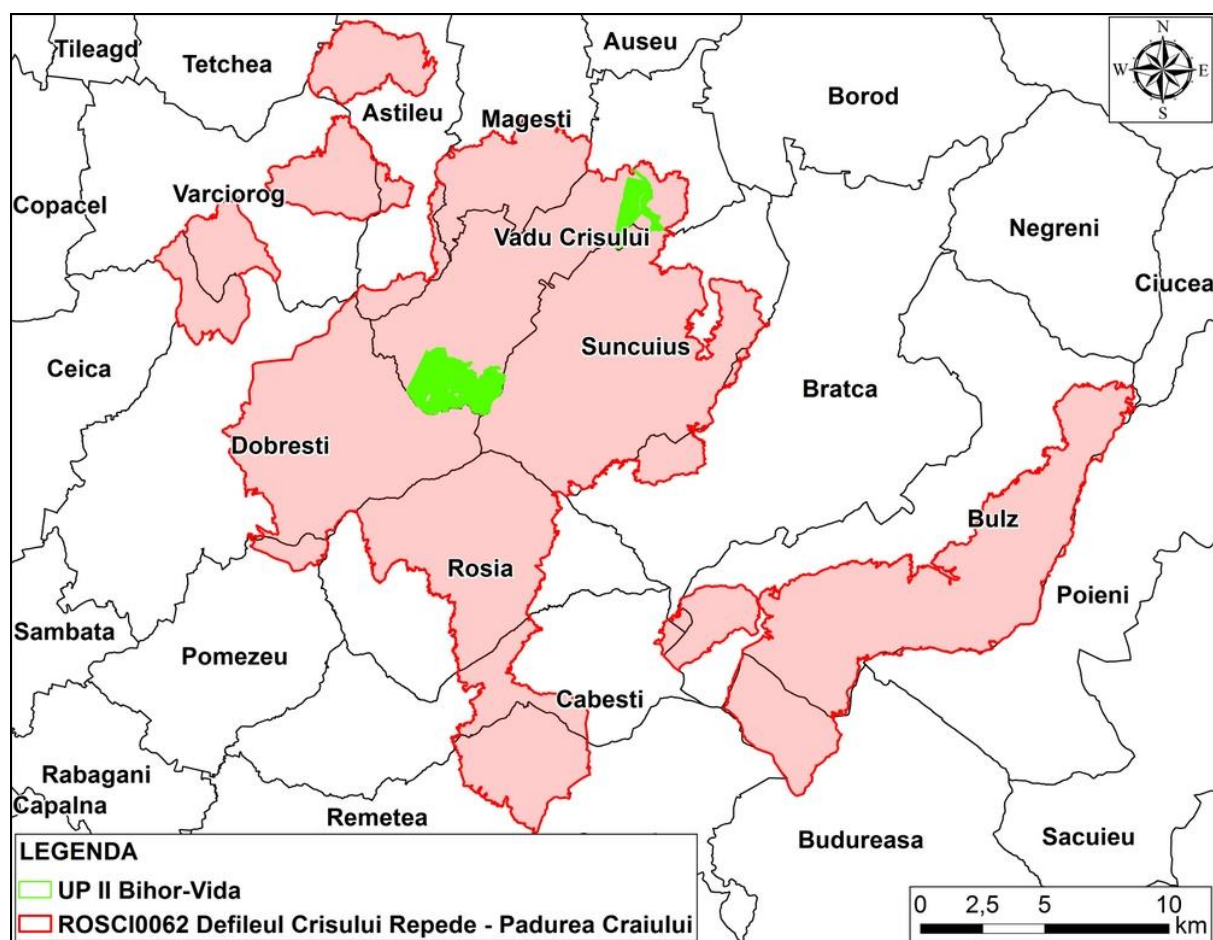 Tileagd
Tetchea
Auseu
N
W
E
S
Borod
Astileu
Magesti
Varciorog
Copacel
Vadu Crisului
Negreni
Ciucea
Ceica
Suncuius
Bratca
Dobresti
Bulz
Rosia
Poieni
Sambata
Pomezeu
Cabesti
Rabagani
Capalna
Remetea
Budureasa
Sacuieu
LEGENDA
UP II Bihor-Vida
ROSCI0062 Defileul Crisului Repede - Padurea Craiului
0 2,5 5 10
km